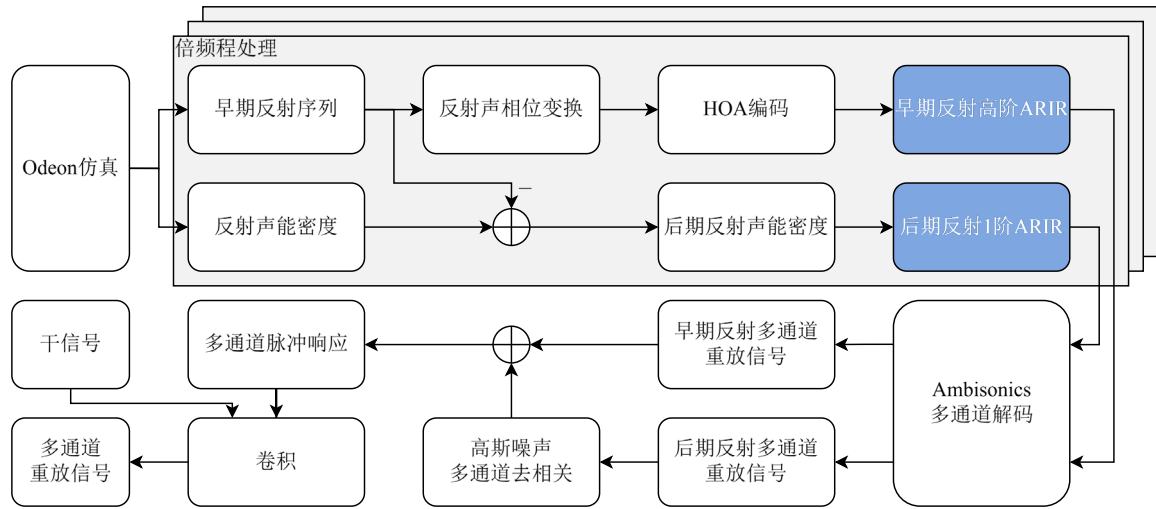 倍频程处理
Odeon仿真
早期反射序列
反射声相位变换
HOA编码
早期反射高阶ARIR
−
反射声能密度
后期反射声能密度
后期反射1阶ARIR
干信号
多通道脉冲响应
早期反射多通道
重放信号
Ambisonics
多通道解码
多通道
重放信号
卷积
高斯噪声
多通道去相关
后期反射多通道
重放信号